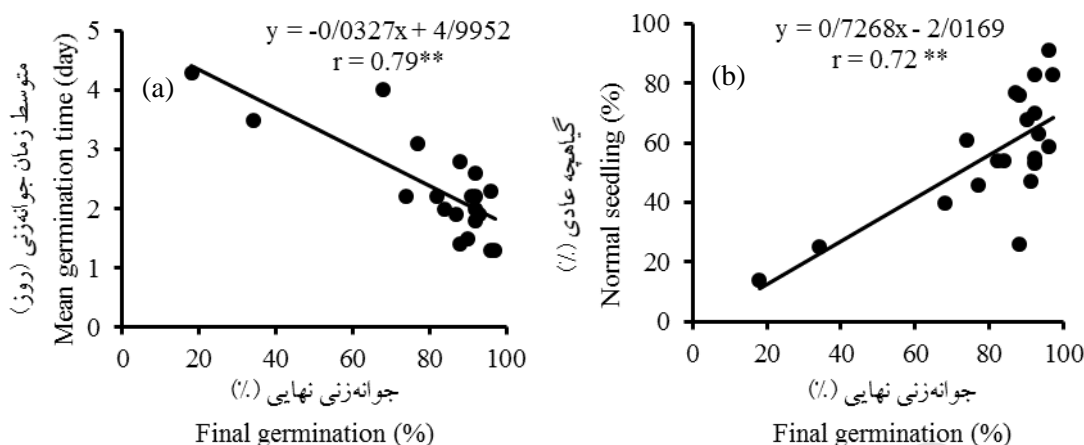 y = -0/0327x + 4/9952
r = 0.79**
(a)
5
4
3
2
1
0
متوسط زمان جوانه‌زنی (روز)
Mean germination time (day)
0 20 40 60 80 100
جوانه‌زنی نهایی (٪)
Final germination (%)
y = 0/7268x - 2/0169
r = 0.72 **
(b)
100
80
60
40
20
0
گیاهچه عادی (٪)
Normal seedling (%)
0 20 40 60 80 100
جوانه‌زنی نهایی (٪)
Final germination (%)